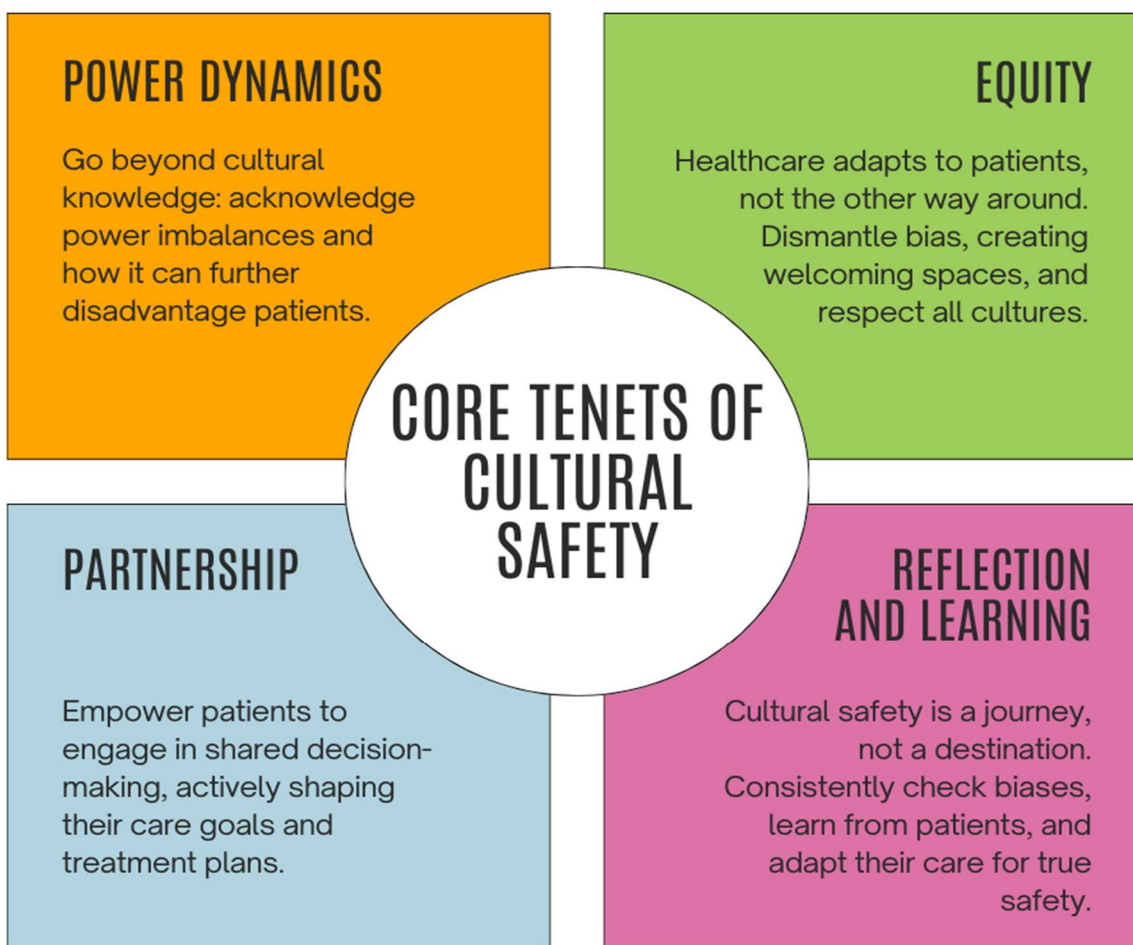 POWER DYNAMICS
Go beyond cultural
knowledge: acknowledge
power imbalances and
how it can further
disadvantage patients.
EQUITY
Healthcare adapts to patients,
not the other way around.
Dismantle bias, creating
welcoming spaces, and
respect all cultures.
CORE TENETS OF
CULTURAL
SAFETY
PARTNERSHIP
Empower patients to
engage in shared decision-
making, actively shaping
their care goals and
treatment plans.
REFLECTION
AND LEARNING
Cultural safety is a journey,
not a destination.
Consistently check biases,
learn from patients, and
adapt their care for true
safety.